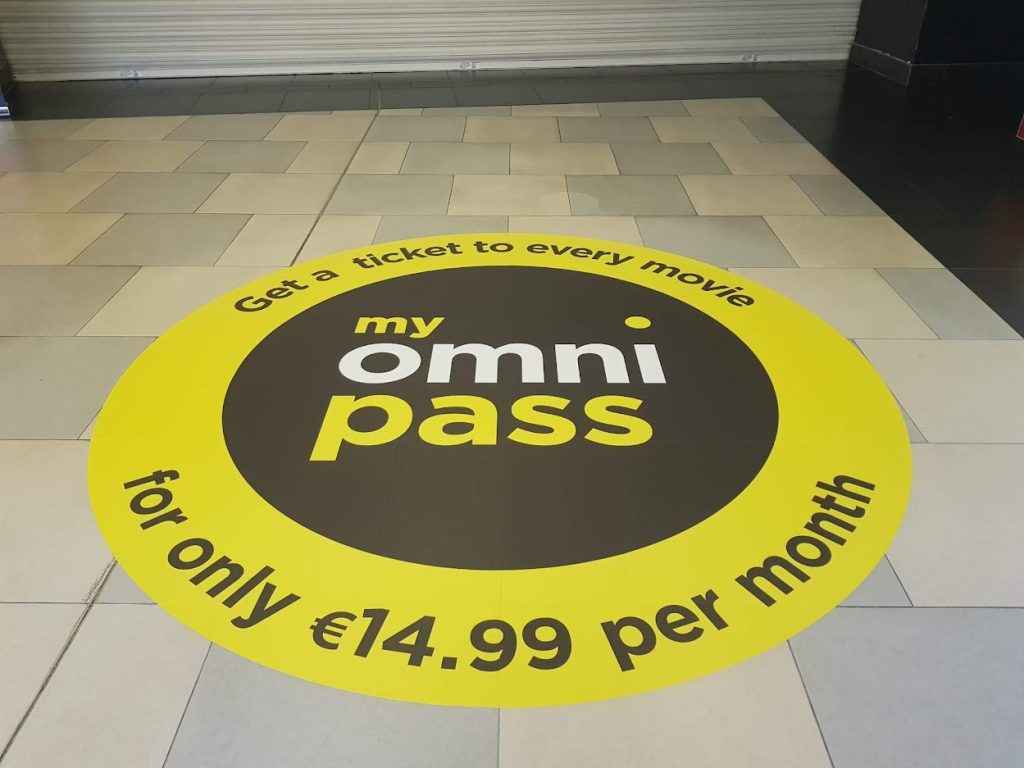 Get a ticket to every movie
my
omni
pass
for only €14.99 per month